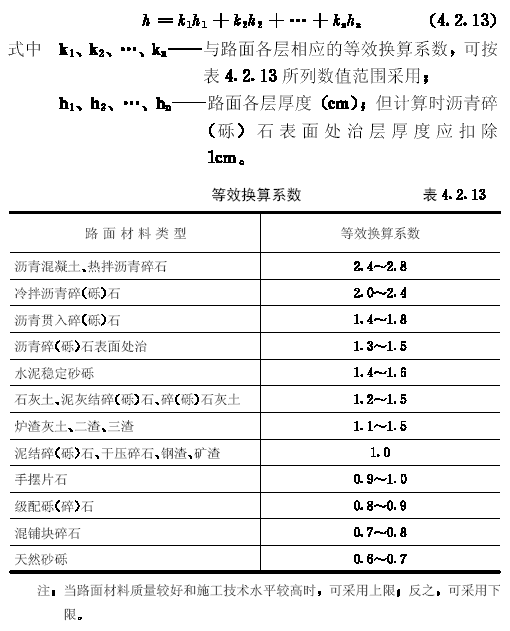 h = k₁h₁ + k₂h₂ + … + kₙhₙ (4.2.13)
式中 k₁、k₂、…、kₙ——与路面各层相应的等效换算系数，可按
表 4.2.13 所列数值范围采用；
h₁、h₂、…、hₙ——路面各层厚度（cm）；但计算时沥青碎
（砾）石表面处治层厚度应扣除
1cm。
等效换算系数 表 4.2.13
路面材料类型 等效换算系数
沥青混凝土、热拌沥青碎石 2.4～2.8
冷拌沥青碎（砾）石 2.0～2.4
沥青贯入碎（砾）石 1.4～1.8
沥青碎（砾）石表面处治 1.3～1.5
水泥稳定砂砾 1.4～1.6
石灰土、泥灰结碎（砾）石、碎（砾）石灰土 1.2～1.5
炉渣灰土、二渣、三渣 1.1～1.5
泥结碎（砾）石、干压碎石、钢渣、矿渣 1.0
手摆片石 0.9～1.0
级配砾（碎）石 0.8～0.9
混铺块碎石 0.7～0.8
天然砂砾 0.6～0.7
注：当路面材料质量较好和施工技术水平较高时，可采用上限；反之，可采用下
限。